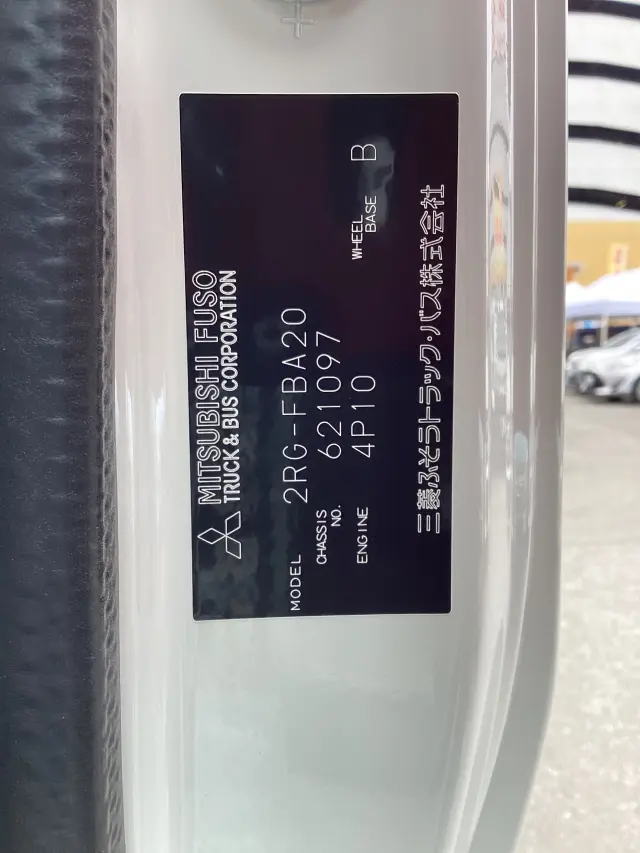 MITSUBISHI FUSO
TRUCK & BUS CORPORATION
MODEL 2RG-FBA20
CHASSIS NO. 621097
ENGINE 4P10
WHEEL BASE B
三菱ふそうトラック・バス株式会社